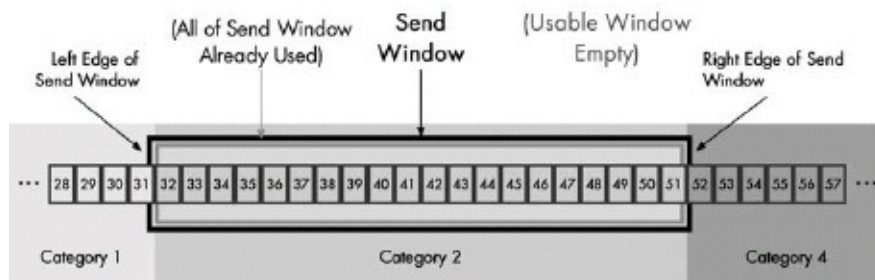 (All of Send Window
Already Used)
Send
Window
(Usable Window
Empty)
Left Edge of
Send Window
Right Edge of Send
Window
... 28 29 30 31 32 33 34 35 36 37 38 39 40 41 42 43 44 45 46 47 48 49 50 51 52 53 54 55 56 57 ...
Category 1
Category 2
Category 4